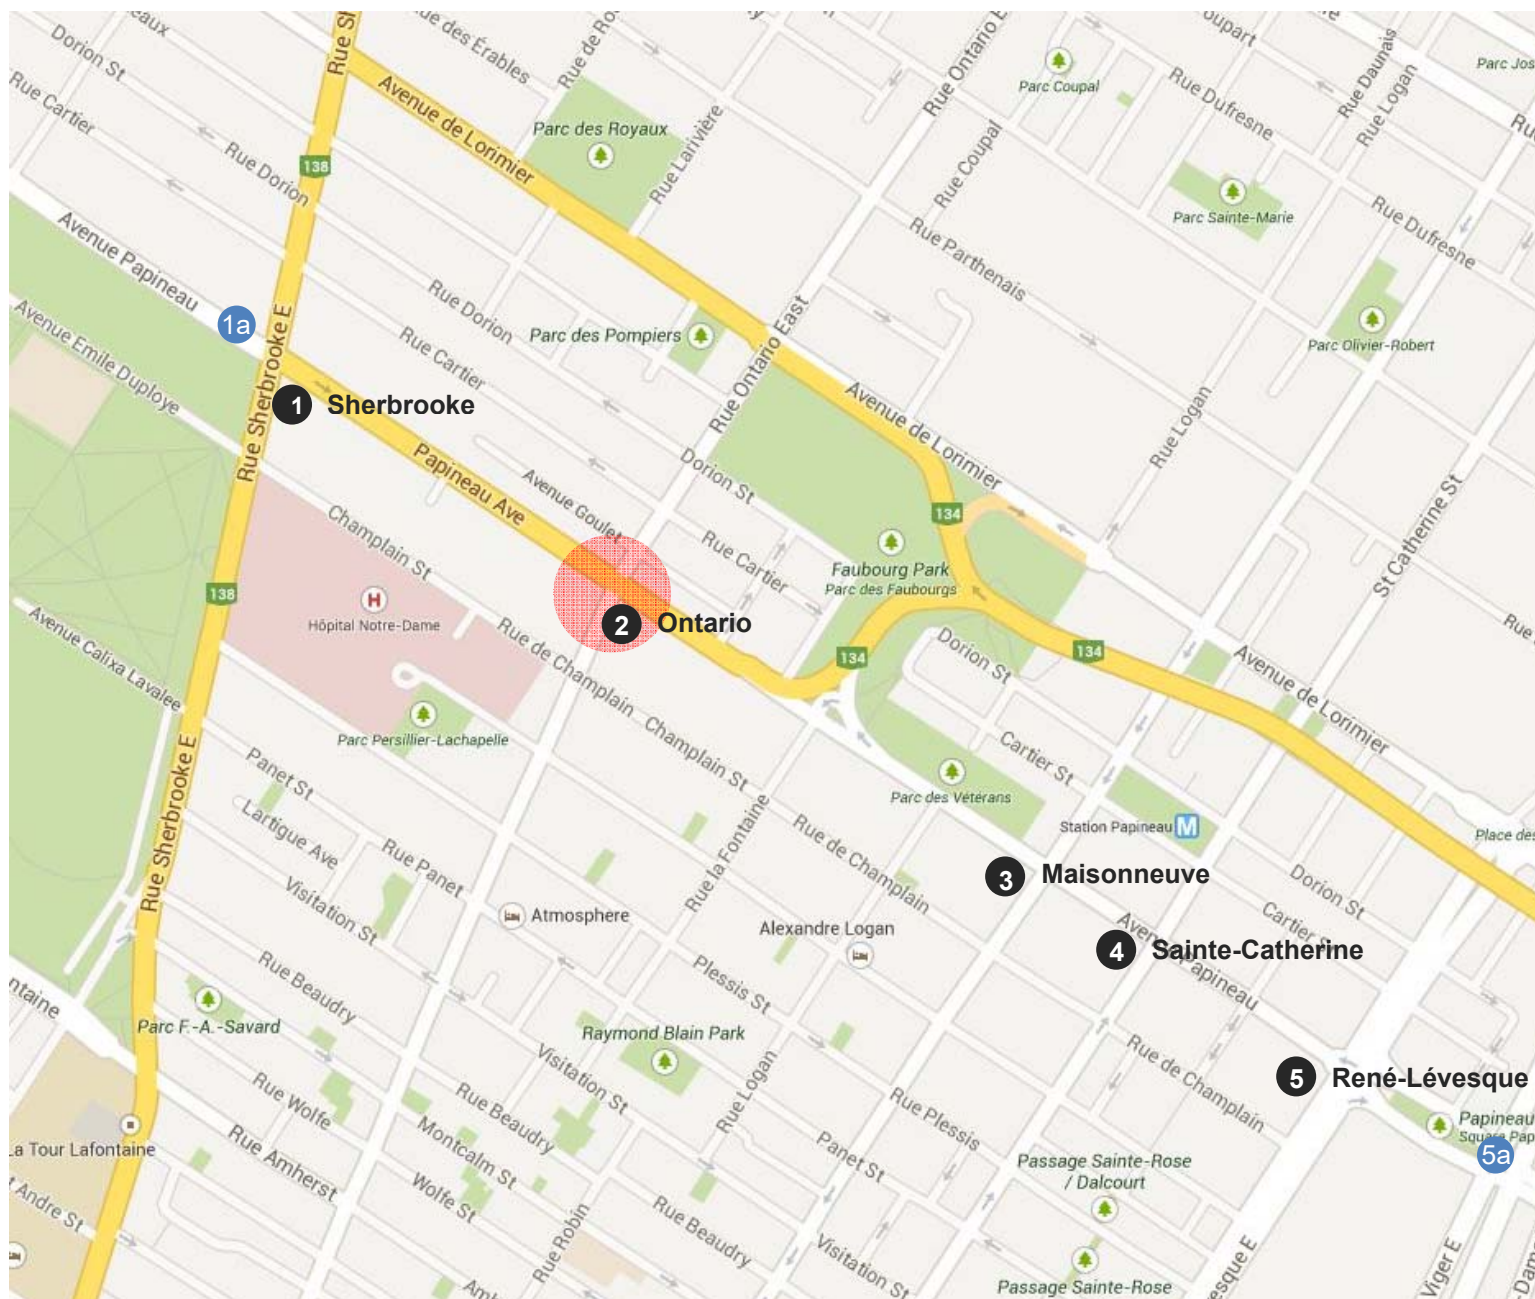 Dorion St
Rue des Érables
Rue Ontario E
Parc Coupal
Rue Daunais
Rue Logan
Rue Cartier
Avenue de Lorimier
Parc des Royaux
Rue Dufresne
138
Rue Larivière
Rue Coupal
Parc Sainte-Marie
Rue Dufresne
Rue Dorion
Avenue Papineau
Rue Parthenais
1a
Rue Sherbrooke E
Rue Dorion
Parc des Pompiers
Rue Ontario East
Parc Olivier-Robert
Avenue Emile Duploye
Rue Cartier
1 Sherbrooke
Avenue de Lorimier
Rue Logan
Papineau Ave
Avenue Goulet
Dorion St
St Catherine St
134
Champlain St
Rue Cartier
Faubourg Park
Parc des Faubourgs
138
H
Hôpital Notre-Dame
2 Ontario
Avenue Calixa Lavalee
Rue de Champlain
Dorion St
134
134
Avenue de Lorimier
Parc Persillier-Lachapelle
Champlain St
Cartier St
Panet St
Parc des Vétérans
Rue Sherbrooke E
Lartigue Ave
Rue Panet
Rue la Fontaine
Rue de Champlain
Station Papineau M
3 Maisonneuve
Visitation St
Atmosphere
Alexandre Logan
Dorion St
Cartier St
4 Sainte-Catherine
Avenue Papineau
Rue Beaudry
Plessis St
Parc F.-A.-Savard
Raymond Blain Park
Visitation St
Rue Logan
Rue de Champlain
5 René-Lévesque
Rue Wolfe
Rue Beaudry
Rue Plessis
Papineau
5a
La Tour Lafontaine
Rue Amherst
Montcalm St
Panet St
Passage Sainte-Rose
/ Dalcourt
Wolfe St
Rue Robin
Rue Beaudry
Visitation St
Passage Sainte-Rose
Viger E